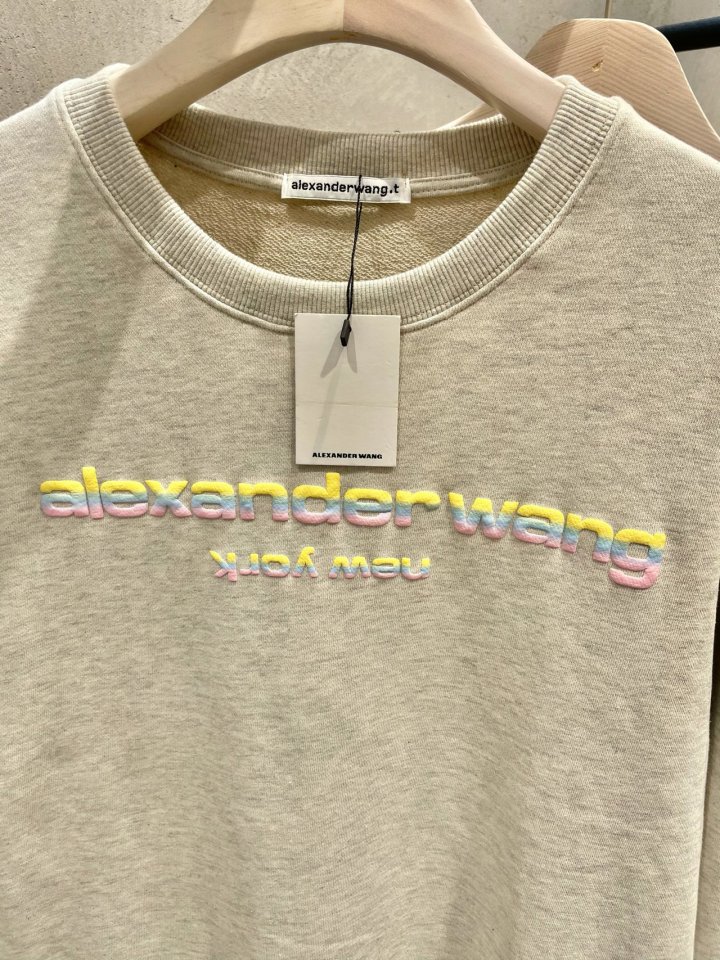 alexanderwang.t
ALEXANDER WANG
alexander wang
new york